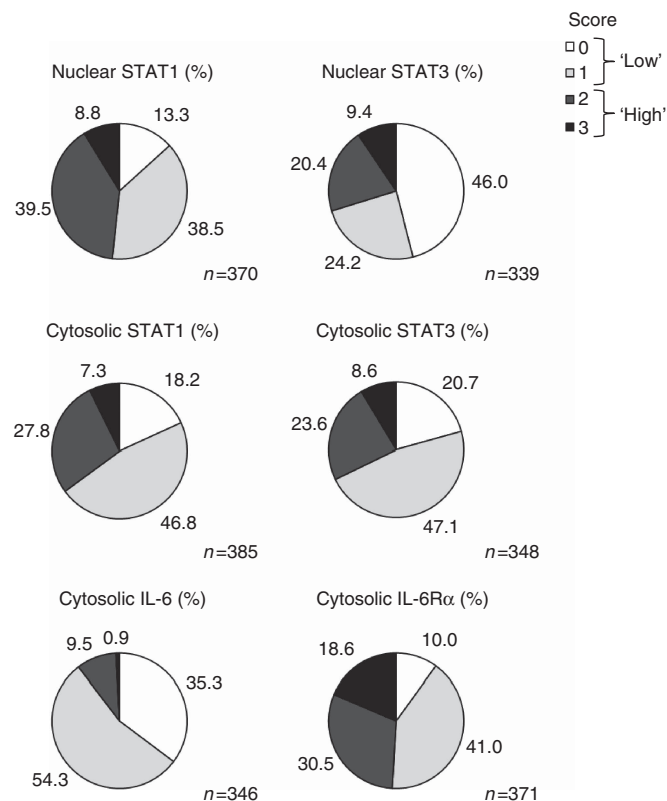 Score
0
1
'Low'
2
3
'High'
Nuclear STAT1 (%)
8.8
13.3
39.5
38.5
n=370
Nuclear STAT3 (%)
9.4
20.4
46.0
24.2
n=339
Cytosolic STAT1 (%)
7.3
18.2
27.8
46.8
n=385
Cytosolic STAT3 (%)
8.6
20.7
23.6
47.1
n=348
Cytosolic IL-6 (%)
9.5
0.9
35.3
54.3
n=346
Cytosolic IL-6Rα (%)
18.6
10.0
30.5
41.0
n=371